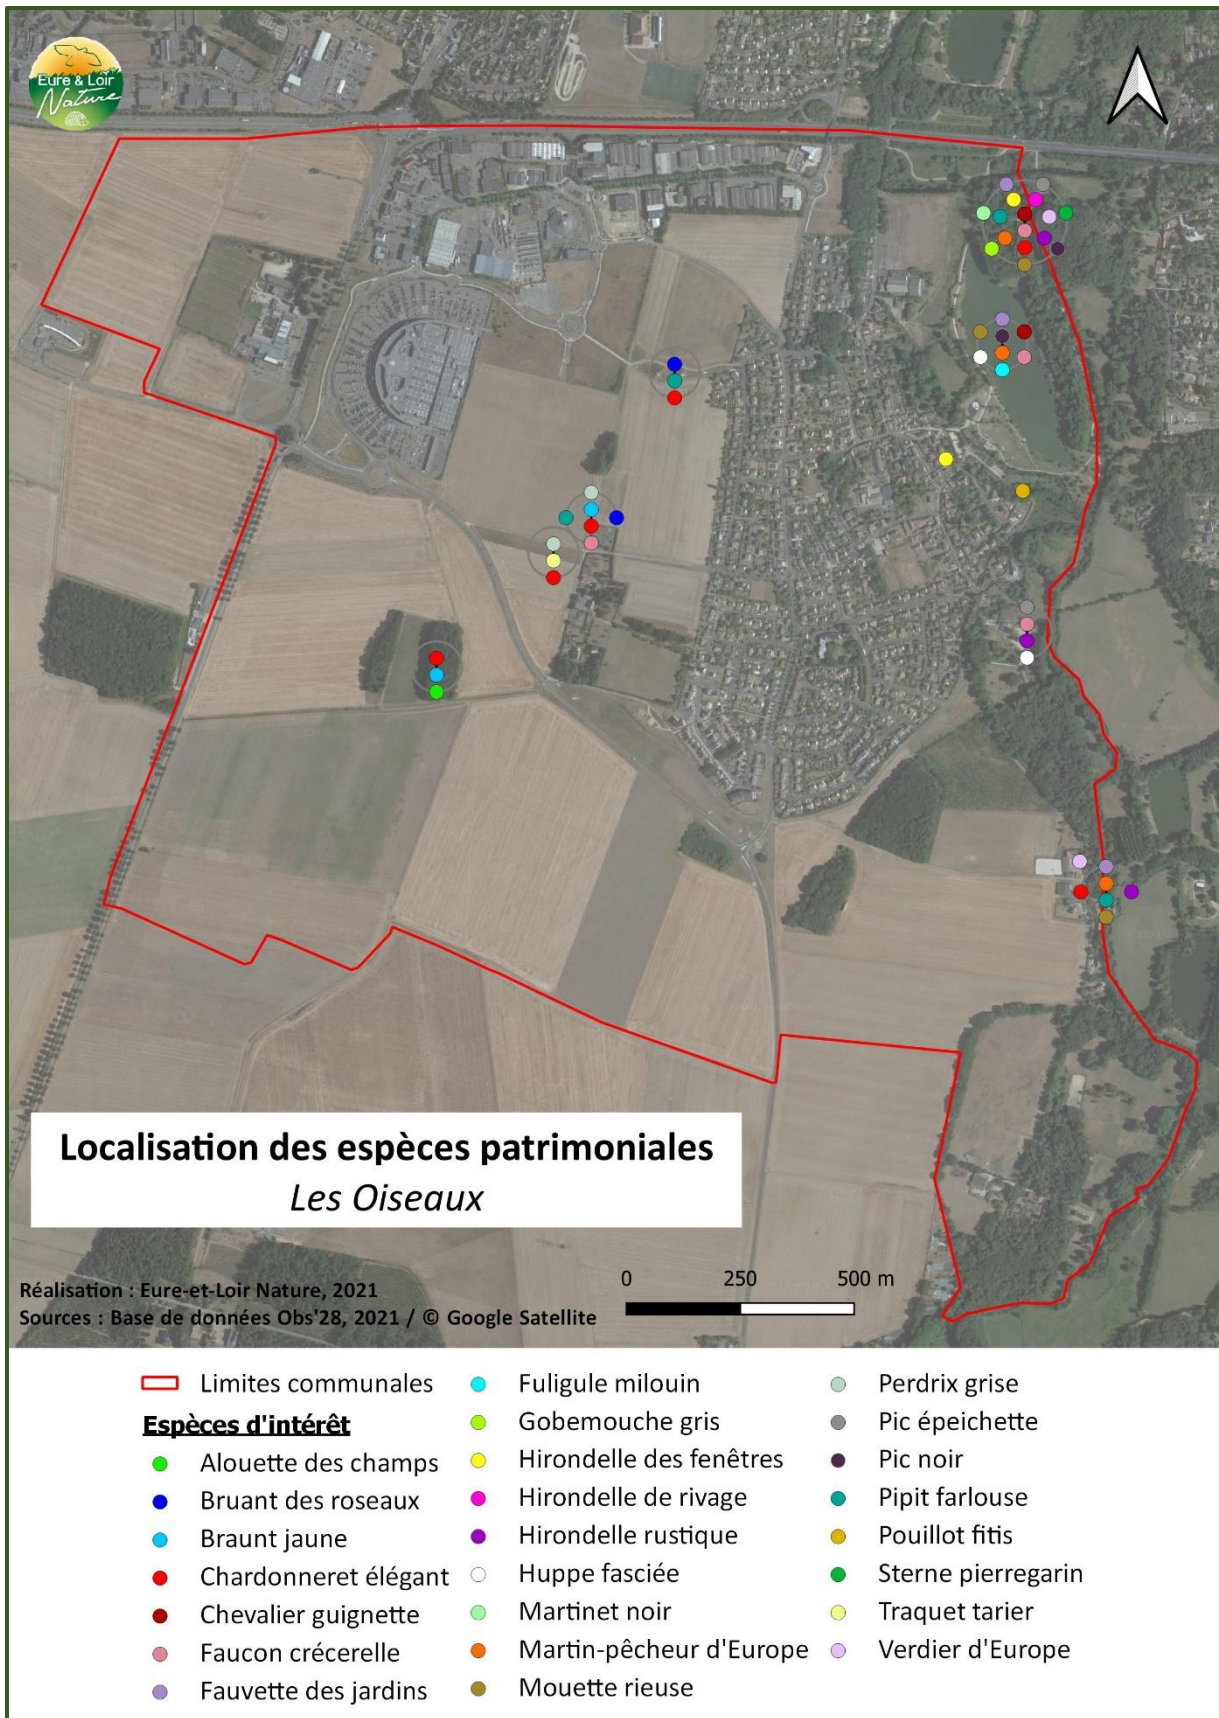 Eure & Loir
Nature
Localisation des espèces patrimoniales
Les Oiseaux
Réalisation : Eure-et-Loir Nature, 2021
Sources : Base de données Obs'28, 2021 / © Google Satellite
0 250 500 m
Limites communales
Espèces d'intérêt
Alouette des champs
Bruant des roseaux
Braunt jaune
Chardonneret élégant
Chevalier guignette
Faucon crécerelle
Fauvette des jardins
Fuligule milouin
Gobemouche gris
Hirondelle des fenêtres
Hirondelle de rivage
Hirondelle rustique
Huppe fasciée
Martinet noir
Martin-pêcheur d'Europe
Mouette rieuse
Perdrix grise
Pic épeichette
Pic noir
Pipit farlouse
Pouillot fitis
Sterne pierregarin
Traquet tarier
Verdier d'Europe